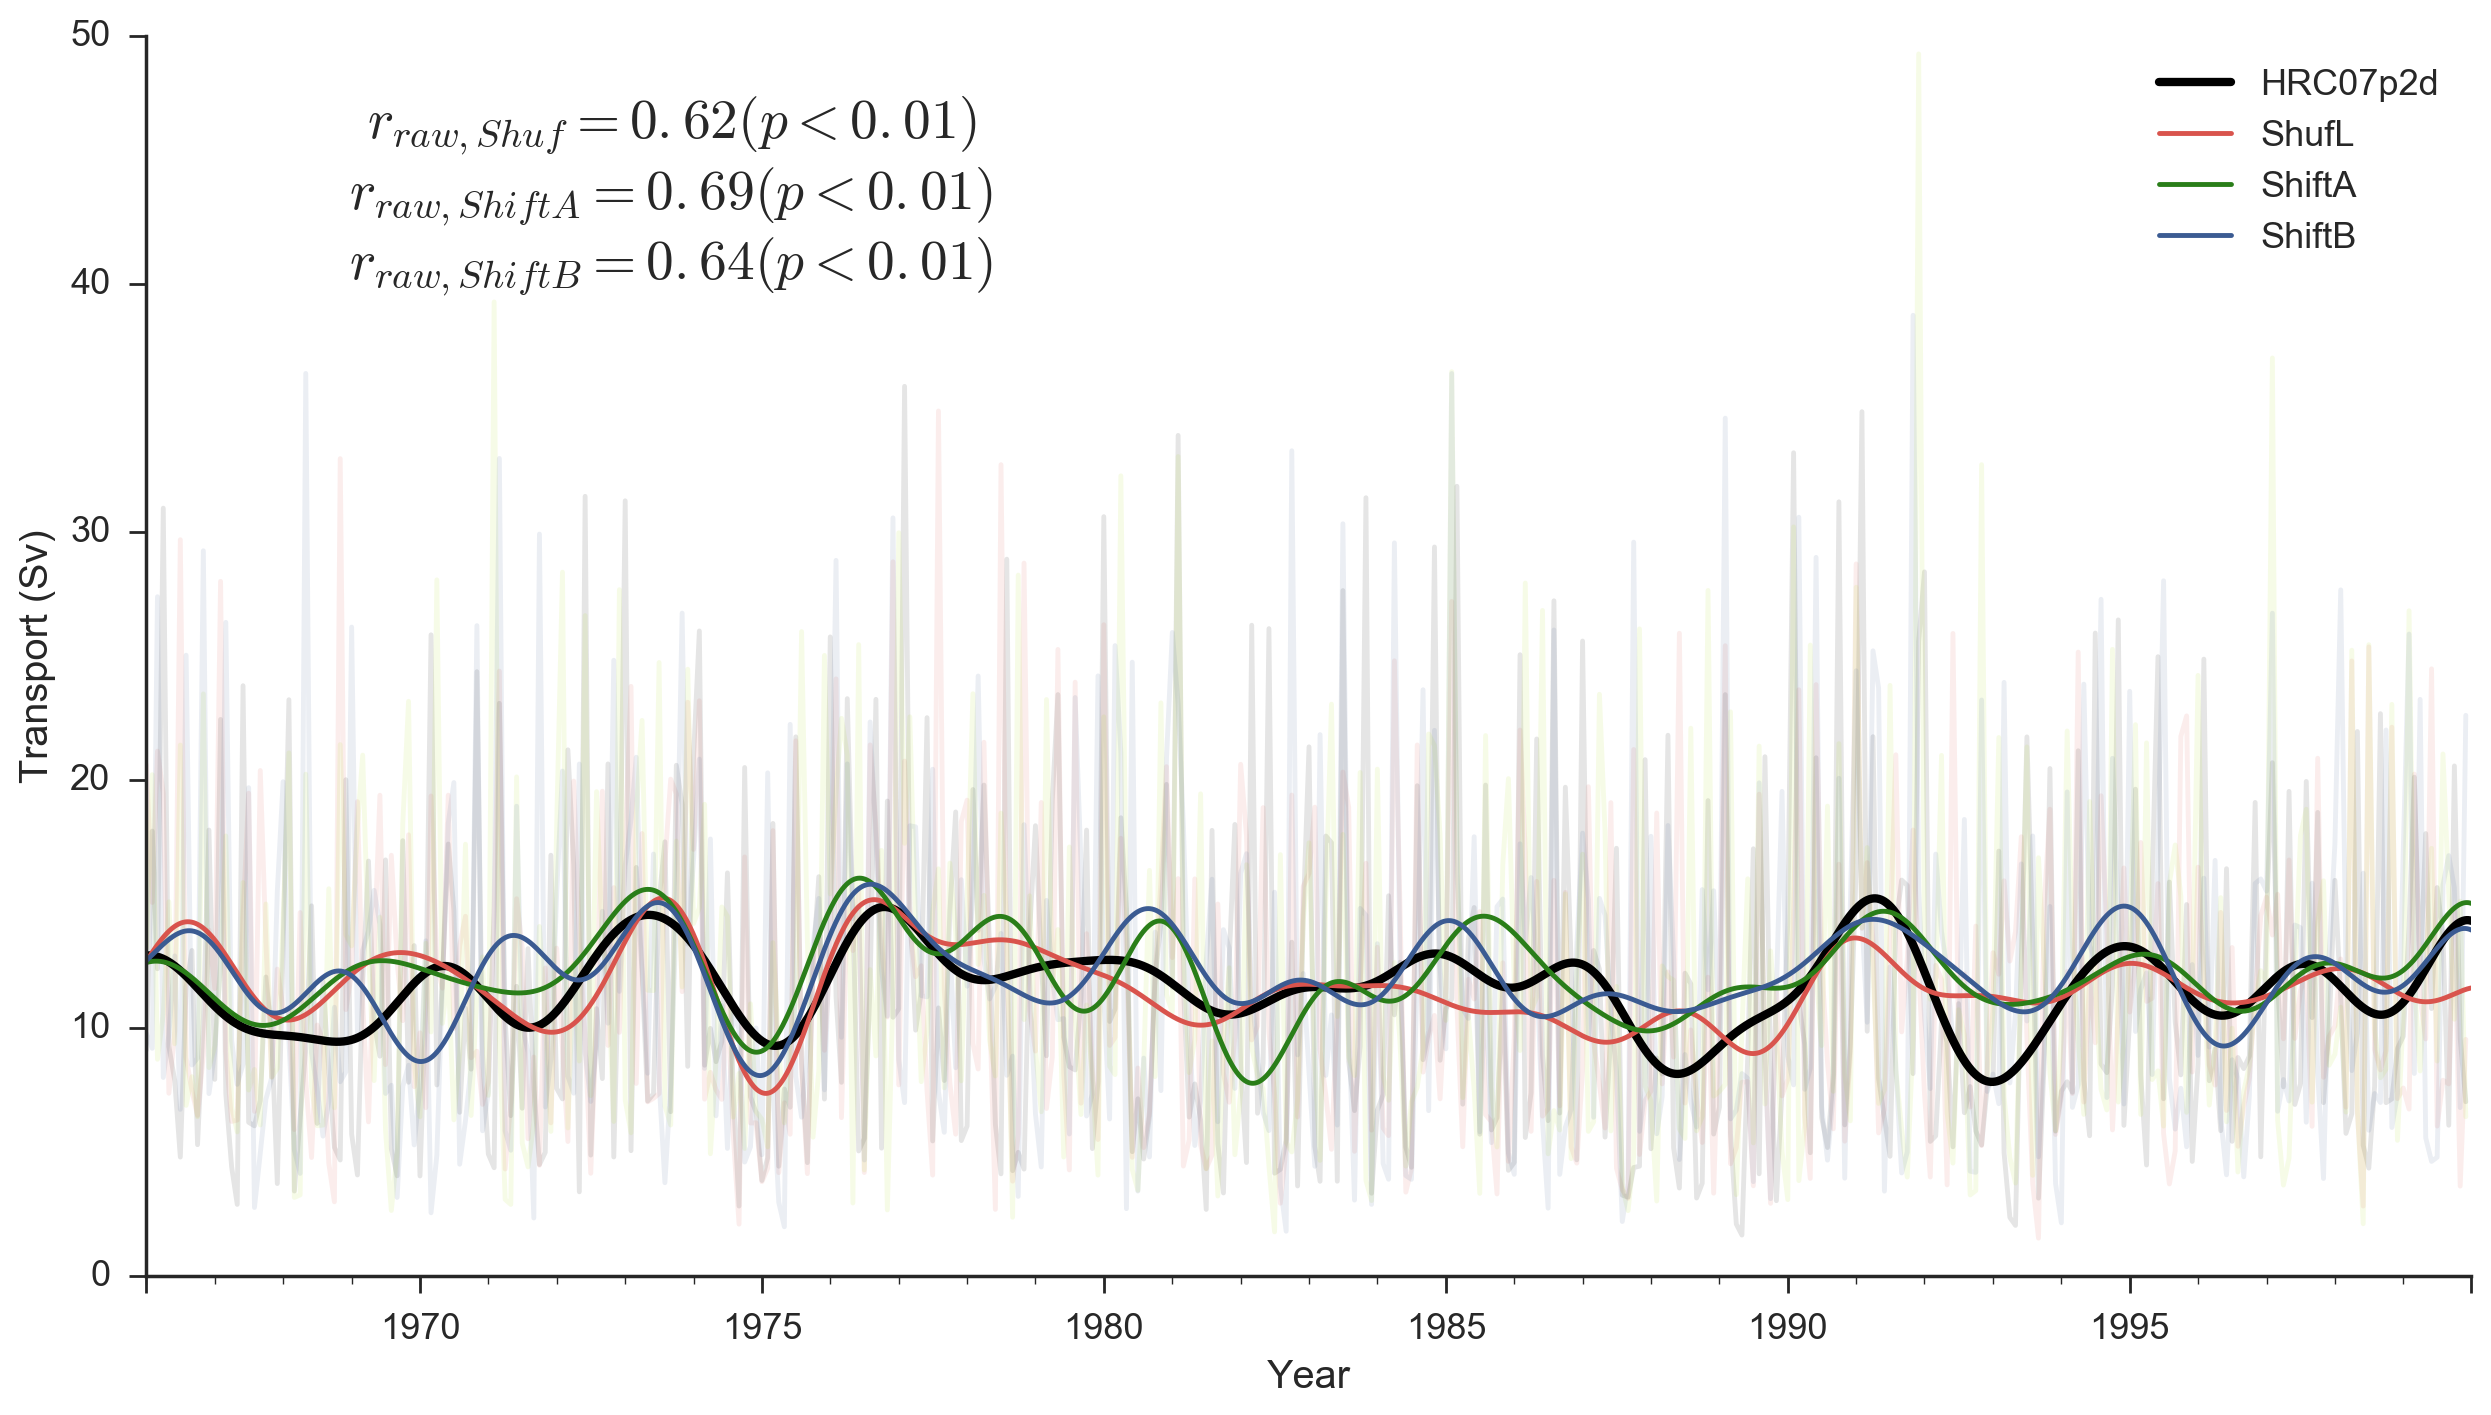 50
40
30
20
10
0
Transport (Sv)
r_{raw, Shuf} = 0.62(p < 0.01)
r_{raw, ShiftA} = 0.69(p < 0.01)
r_{raw, ShiftB} = 0.64(p < 0.01)
HRC07p2d
ShufL
ShiftA
ShiftB
1970 1975 1980 1985 1990 1995
Year